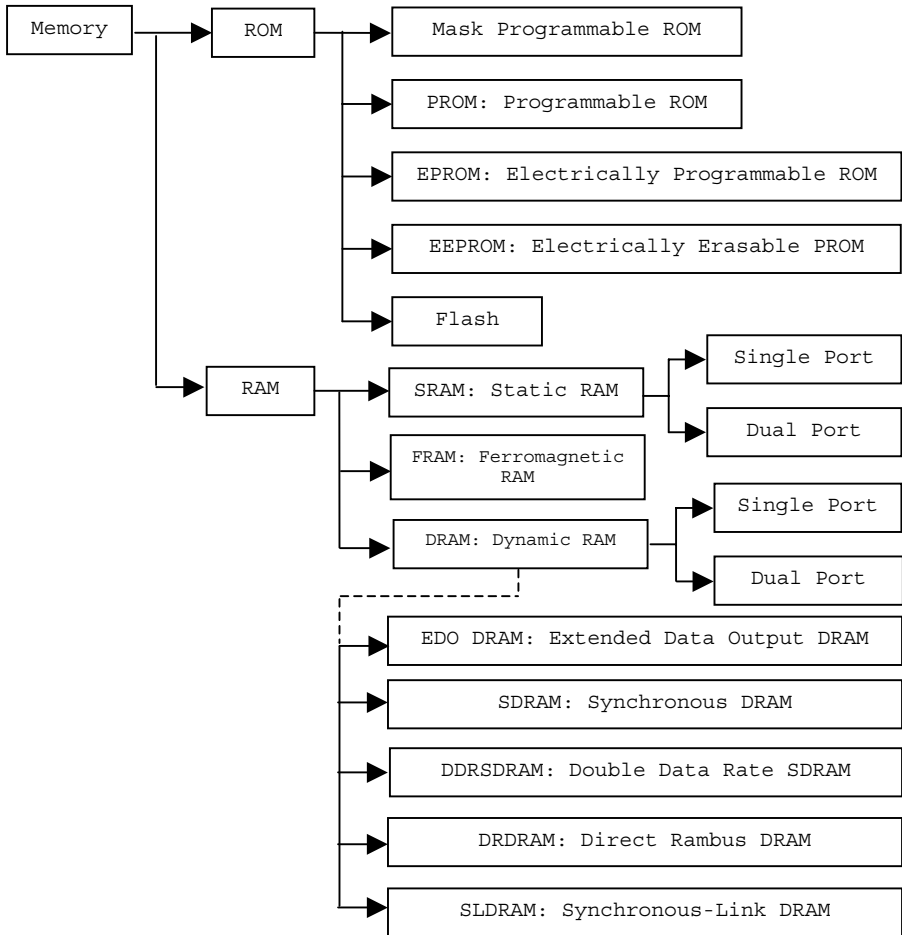 Memory
ROM
Mask Programmable ROM
PROM: Programmable ROM
EPROM: Electrically Programmable ROM
EEPROM: Electrically Erasable PROM
Flash
RAM
SRAM: Static RAM
Single Port
Dual Port
FRAM: Ferromagnetic
RAM
DRAM: Dynamic RAM
Single Port
Dual Port
EDO DRAM: Extended Data Output DRAM
SDRAM: Synchronous DRAM
DDRSDRAM: Double Data Rate SDRAM
DRDRAM: Direct Rambus DRAM
SLDRAM: Synchronous-Link DRAM